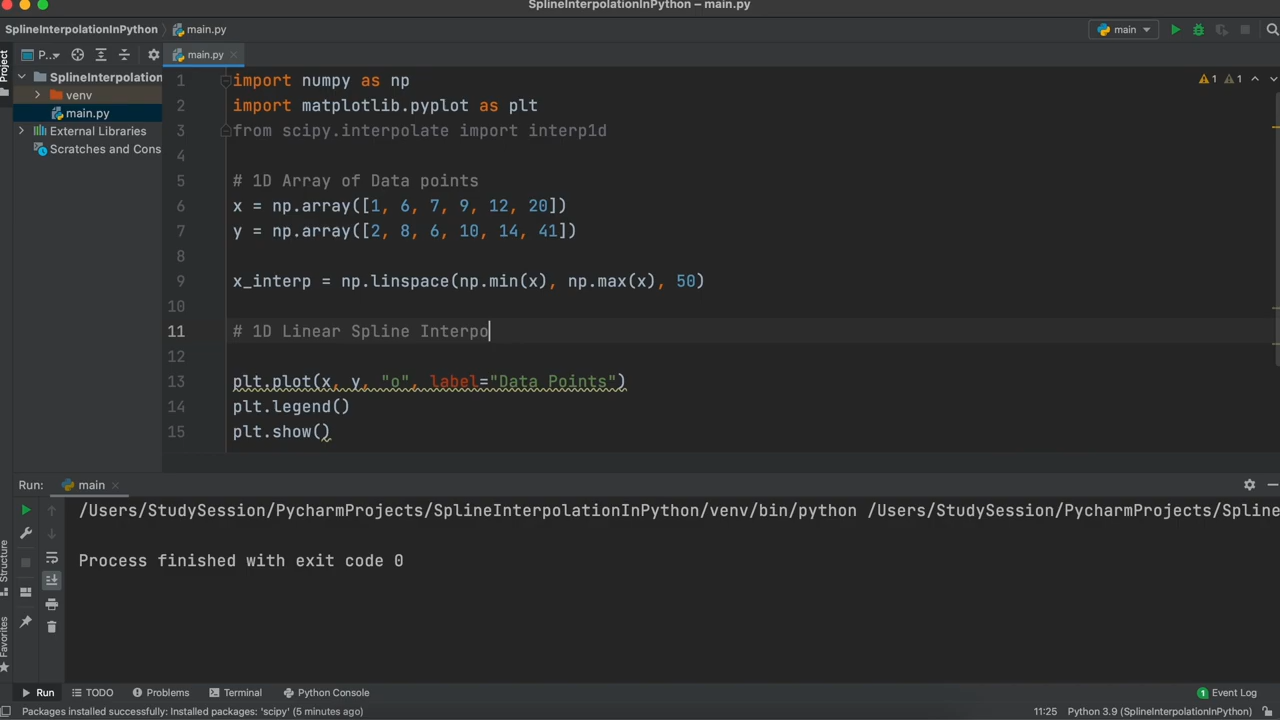 SplineInterpolationInPython – main.py
SplineInterpolationInPython main.py main
Project P... main.py
SplineInterpolation
venv
main.py
External Libraries
Scratches and Cons
1 import numpy as np
2 import matplotlib.pyplot as plt
3 from scipy.interpolate import interp1d
4
5 # 1D Array of Data points
6 x = np.array([1, 6, 7, 9, 12, 20])
7 y = np.array([2, 8, 6, 10, 14, 41])
8
9 x_interp = np.linspace(np.min(x), np.max(x), 50)
10
11 # 1D Linear Spline Interpo
12
13 plt.plot(x, y, "o", label="Data Points")
14 plt.legend()
15 plt.show()
1 1
Run: main
/Users/StudySession/PycharmProjects/SplineInterpolationInPython/venv/bin/python /Users/StudySession/PycharmProjects/Spline
Process finished with exit code 0
Structure
Favorites
Run TODO Problems Terminal Python Console 1 Event Log
Packages installed successfully: Installed packages: 'scipy' (5 minutes ago) 11:25 Python 3.9 (SplineInterpolationInPython)